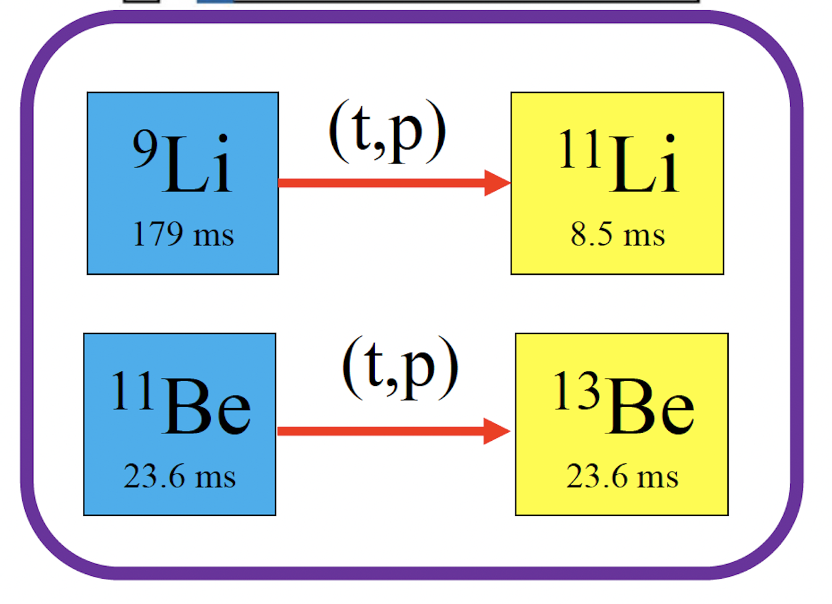 ⁹Li
179 ms
(t,p)
¹¹Li
8.5 ms
¹¹Be
23.6 ms
(t,p)
¹³Be
23.6 ms